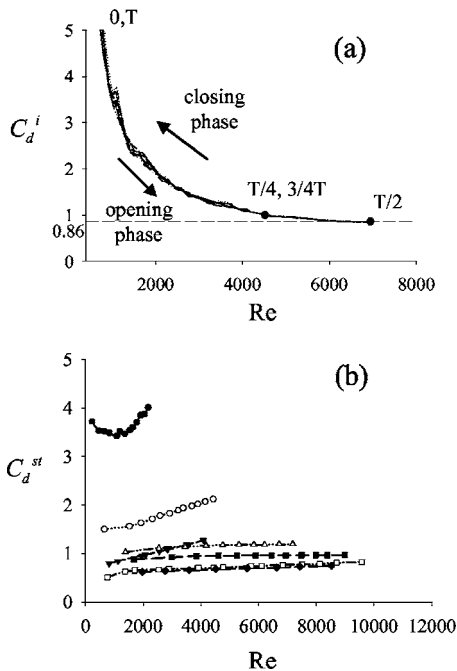 0,T
(a)
5
4
C_d^i
closing
phase
3
2
T/4, 3/4T
T/2
opening
phase
1
0.86
0
2000 4000 6000 8000
Re
(b)
5
4
C_d^st
3
2
1
0
0 2000 4000 6000 8000 10000 12000
Re